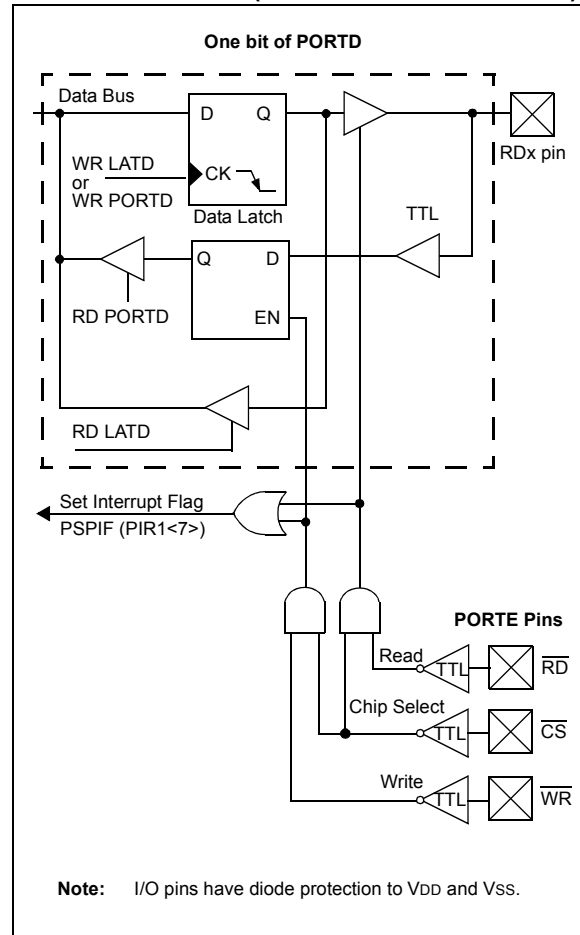 One bit of PORTD
Data Bus
D Q
RDx pin
WR LATD
or
WR PORTD
CK
Data Latch
TTL
Q D
EN
RD PORTD
RD LATD
Set Interrupt Flag
PSPIF (PIR1<7>)
PORTE Pins
Read
TTL
RD
Chip Select
TTL
CS
Write
TTL
WR
Note: I/O pins have diode protection to VDD and VSS.